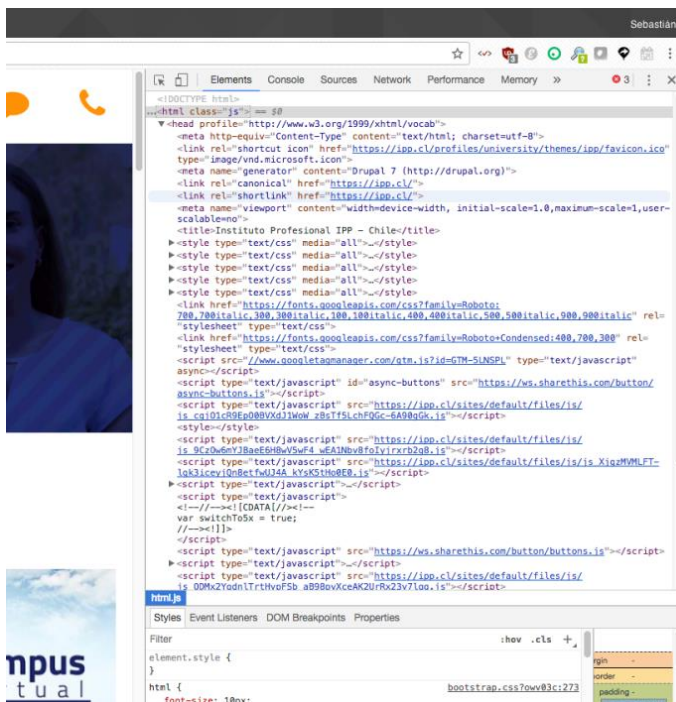 Sebastián
Elements Console Sources Network Performance Memory » 3
<!DOCTYPE html>
...<html class="js"> == $0
▼<head profile="http://www.w3.org/1999/xhtml/vocab">
<meta http-equiv="Content-Type" content="text/html; charset=utf-8">
<link rel="shortcut icon" href="https://ipp.cl/profiles/university/themes/ipp/favicon.ico"
type="image/vnd.microsoft.icon">
<meta name="generator" content="Drupal 7 (http://drupal.org)">
<link rel="canonical" href="https://ipp.cl/">
<link rel="shortlink" href="https://ipp.cl/">
<meta name="viewport" content="width=device-width, initial-scale=1.0,maximum-scale=1,user-
scalable=no">
<title>Instituto Profesional IPP - Chile</title>
▶<style type="text/css" media="all">…</style>
▶<style type="text/css" media="all">…</style>
▶<style type="text/css" media="all">…</style>
▶<style type="text/css" media="all">…</style>
▶<style type="text/css" media="all">…</style>
<link href="https://fonts.googleapis.com/css?family=Roboto:
700,700italic,300,300italic,100,100italic,400,400italic,500,500italic,900,900italic" rel=
"stylesheet" type="text/css">
<link href="https://fonts.googleapis.com/css?family=Roboto+Condensed:400,700,300" rel=
"stylesheet" type="text/css">
<script src="//www.googletagmanager.com/gtm.js?id=GTM-5LNSPL" type="text/javascript"
async></script>
<script type="text/javascript" id="async-buttons" src="https://ws.sharethis.com/button/
async-buttons.js"></script>
<script type="text/javascript" src="https://ipp.cl/sites/default/files/js/
"></script>
<style></style>
<script type="text/javascript" src="https://ipp.cl/sites/default/files/js/
"></script>
<script type="text/javascript" src="https://ipp.cl/sites/default/files/js/
"></script>
▶<script type="text/javascript">…</script>
<script type="text/javascript">
<!--//--><![CDATA[//><!--
var switchTo5x = true;
//--><!]]>
</script>
<script type="text/javascript" src="https://ws.sharethis.com/button/buttons.js"></script>
▶<script type="text/javascript">…</script>
<script type="text/javascript" src="https://ipp.cl/sites/default/files/js/
"></script>
html.js
Styles Event Listeners DOM Breakpoints Properties
Filter :hov .cls +
element.style {
}
html { bootstrap.css?owv03c:273
font-size: 10px;
rgin -
order -
padding -
mpus
tual